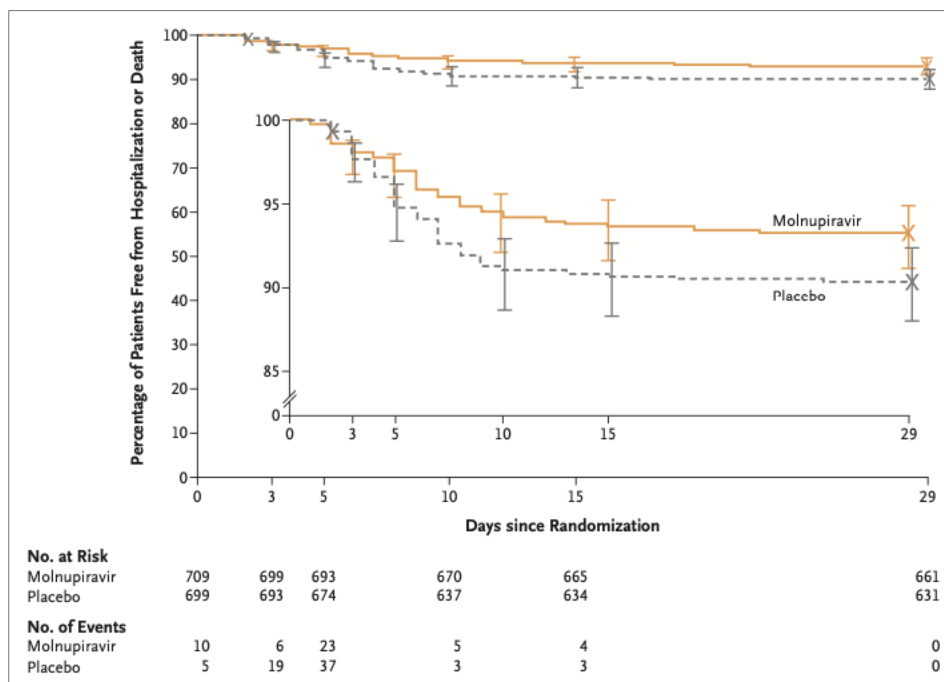 Percentage of Patients Free from Hospitalization or Death
100
90
80
70
60
50
40
30
20
10
0
100
95
90
85
0
Molnupiravir
Placebo
0 3 5 10 15 29
0 3 5 10 15 29
Days since Randomization
No. at Risk
Molnupiravir 709 699 693 670 665 661
Placebo 699 693 674 637 634 631
No. of Events
Molnupiravir 10 6 23 5 4 0
Placebo 5 19 37 3 3 0